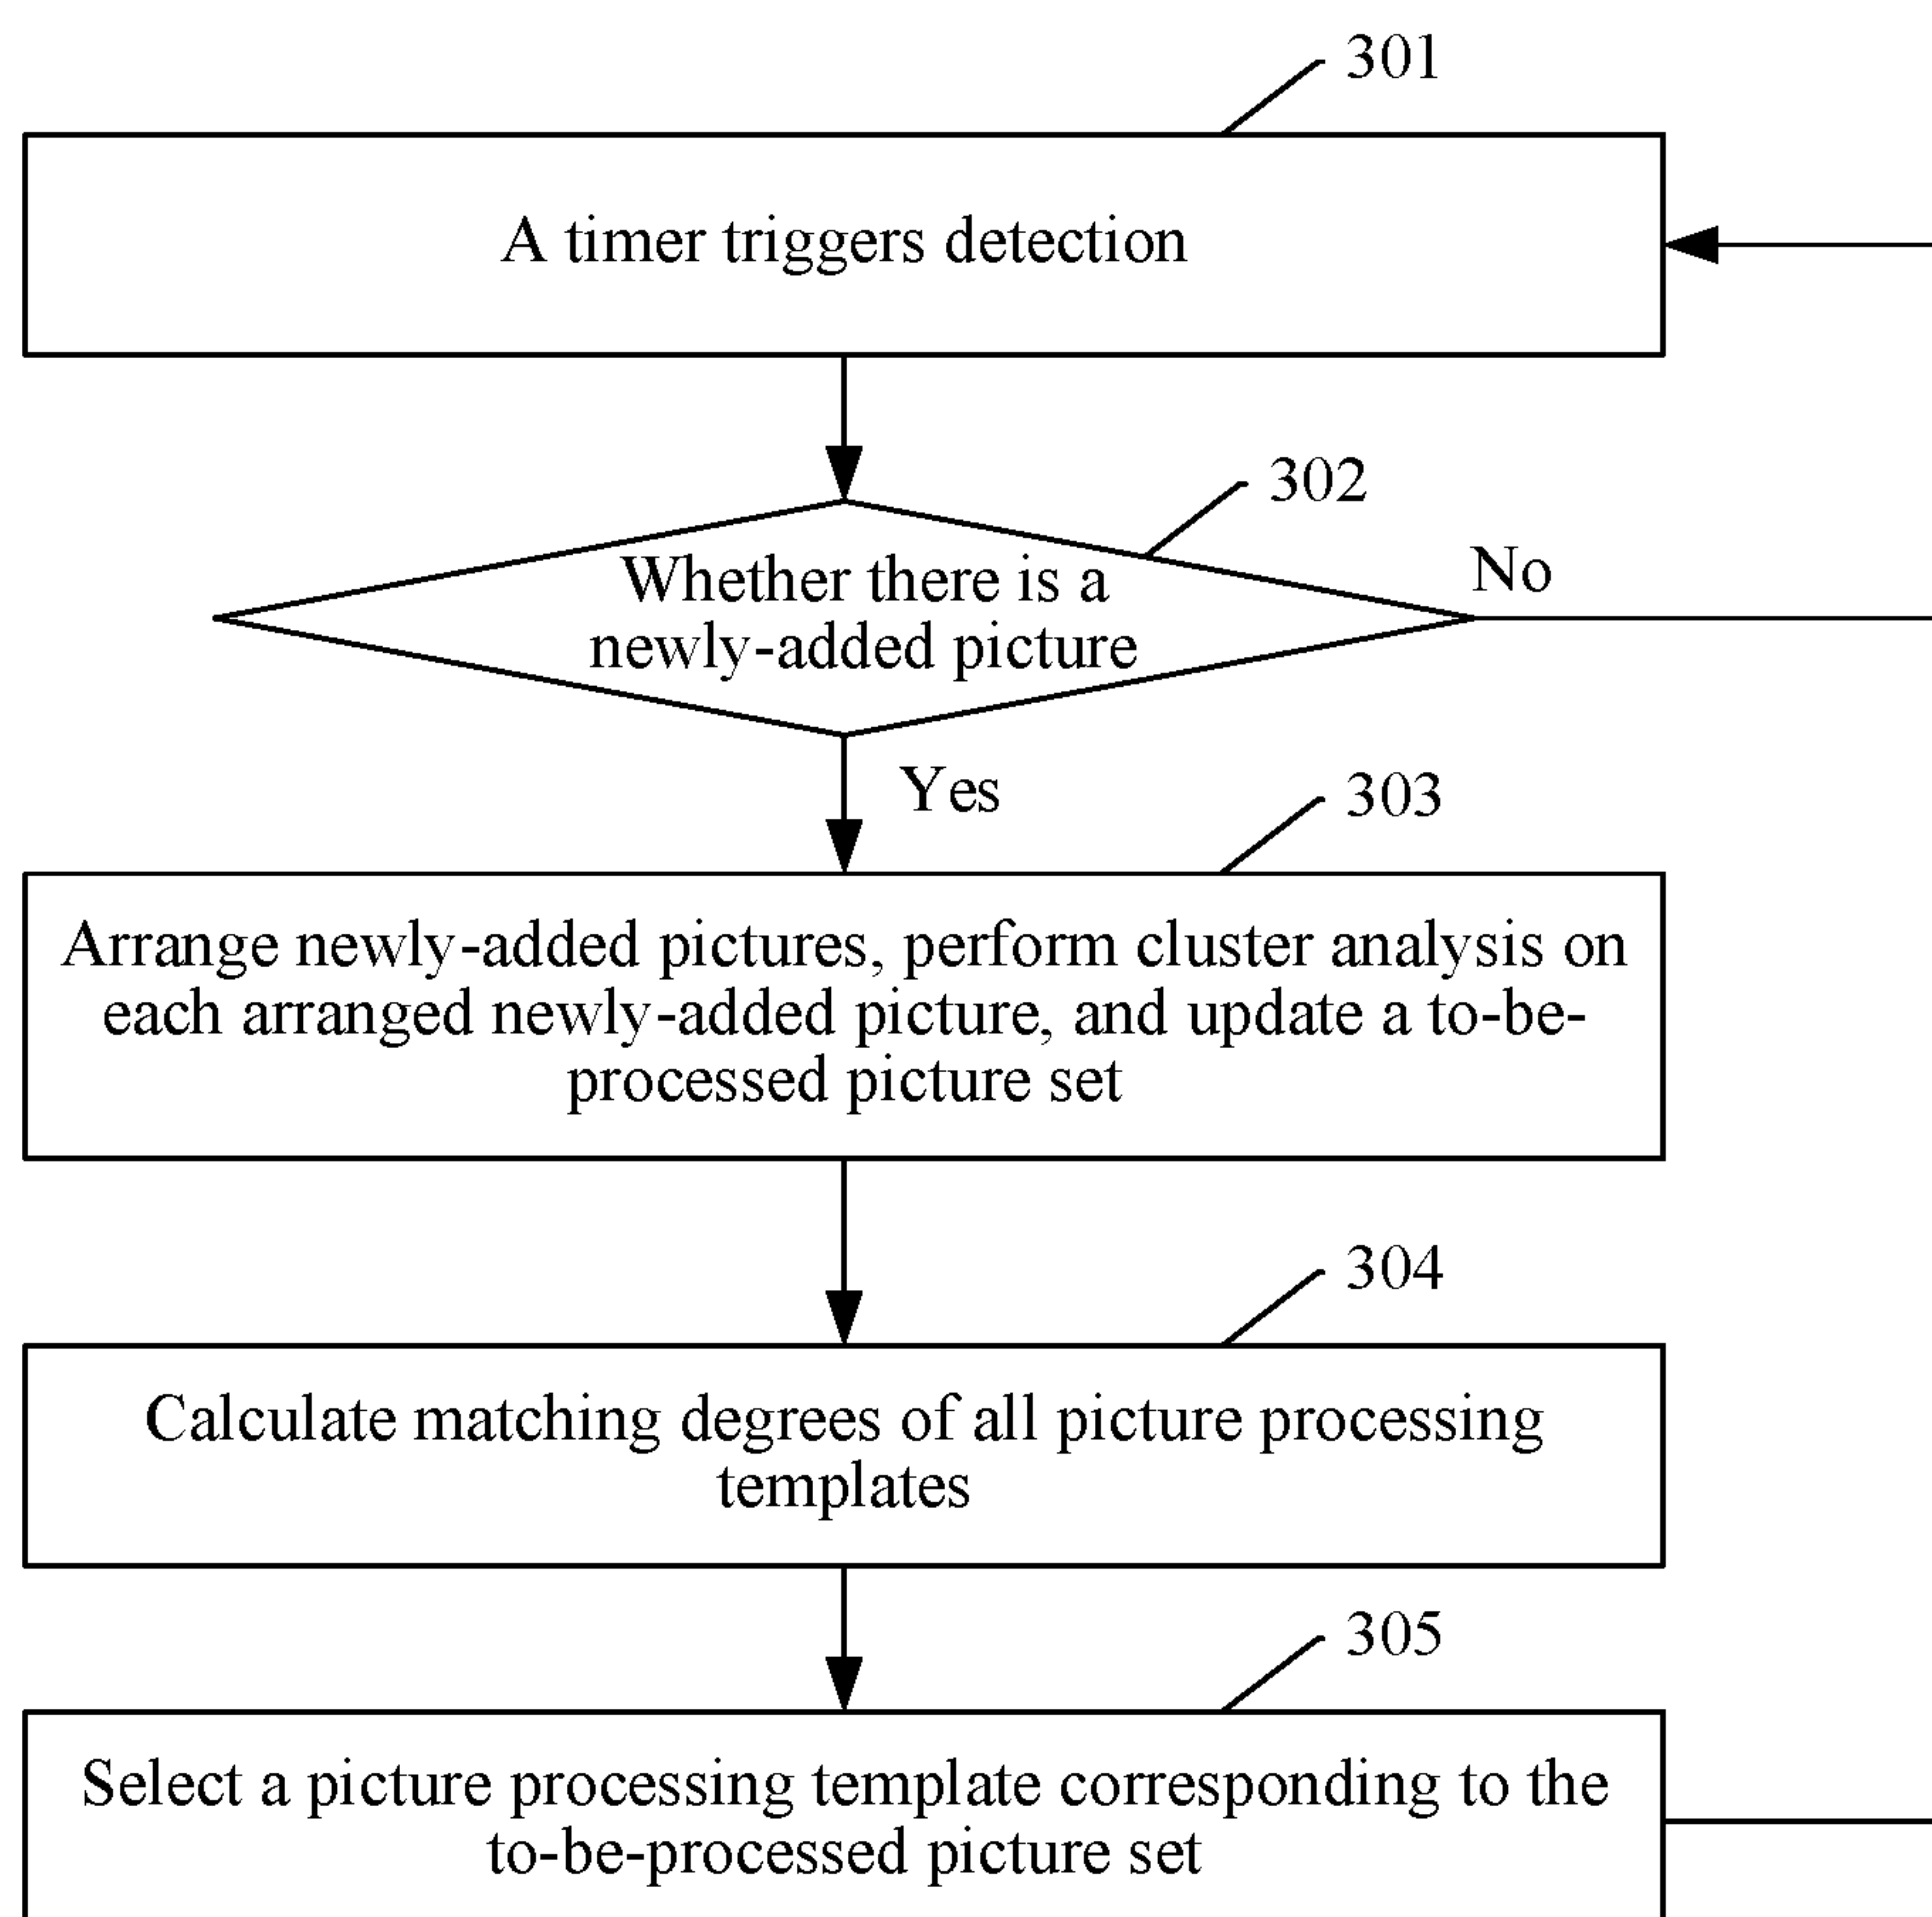 301
A timer triggers detection
302
Whether there is a
newly-added picture
No
Yes
303
Arrange newly-added pictures, perform cluster analysis on
each arranged newly-added picture, and update a to-be-
processed picture set
304
Calculate matching degrees of all picture processing
templates
305
Select a picture processing template corresponding to the
to-be-processed picture set